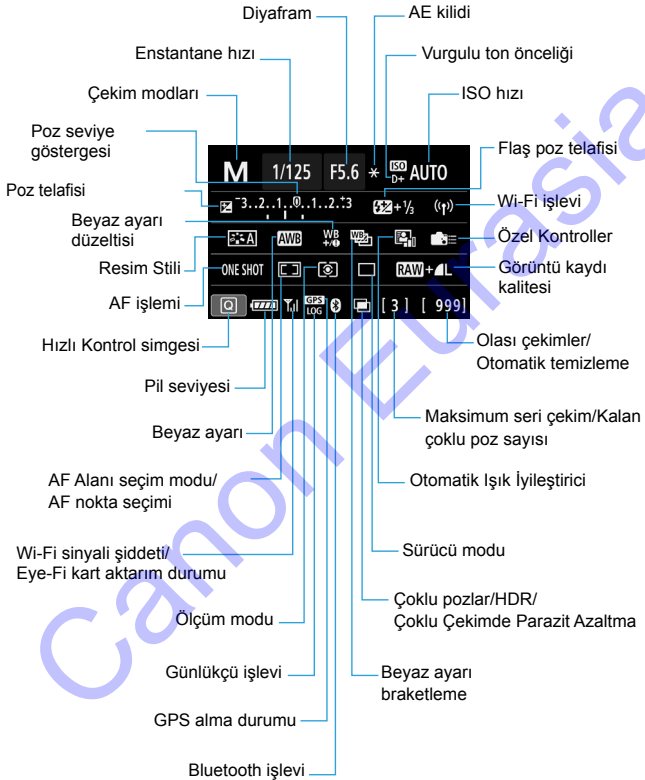 Diyafram
AE kilidi
Enstantane hızı
Vurgulu ton önceliği
Çekim modları
ISO hızı
Poz seviye
göstergesi
Flaş poz telafisi
M 1/125 F5.6 * ISO D+ AUTO
Poz telafisi
-3..2..1..0..1..2..+3 +1/3
Wi-Fi işlevi
Beyaz ayarı
düzeltisi
A AWB WB +/- WB
Özel Kontroller
Resim Stili
ONE SHOT RAW+L
Görüntü kaydı
kalitesi
AF işlemi
Q GPS LOG [ 3 ] [ 999]
Hızlı Kontrol simgesi
Olası çekimler/
Otomatik temizleme
Pil seviyesi
Beyaz ayarı
Maksimum seri çekim/Kalan
çoklu poz sayısı
AF Alanı seçim modu/
AF nokta seçimi
Otomatik Işık İyileştirici
Wi-Fi sinyali şiddeti/
Eye-Fi kart aktarım durumu
Sürücü modu
Ölçüm modu
Çoklu pozlar/HDR/
Çoklu Çekimde Parazit Azaltma
Günlükçü işlevi
Beyaz ayarı
braketleme
GPS alma durumu
Bluetooth işlevi
Canon Eurasia